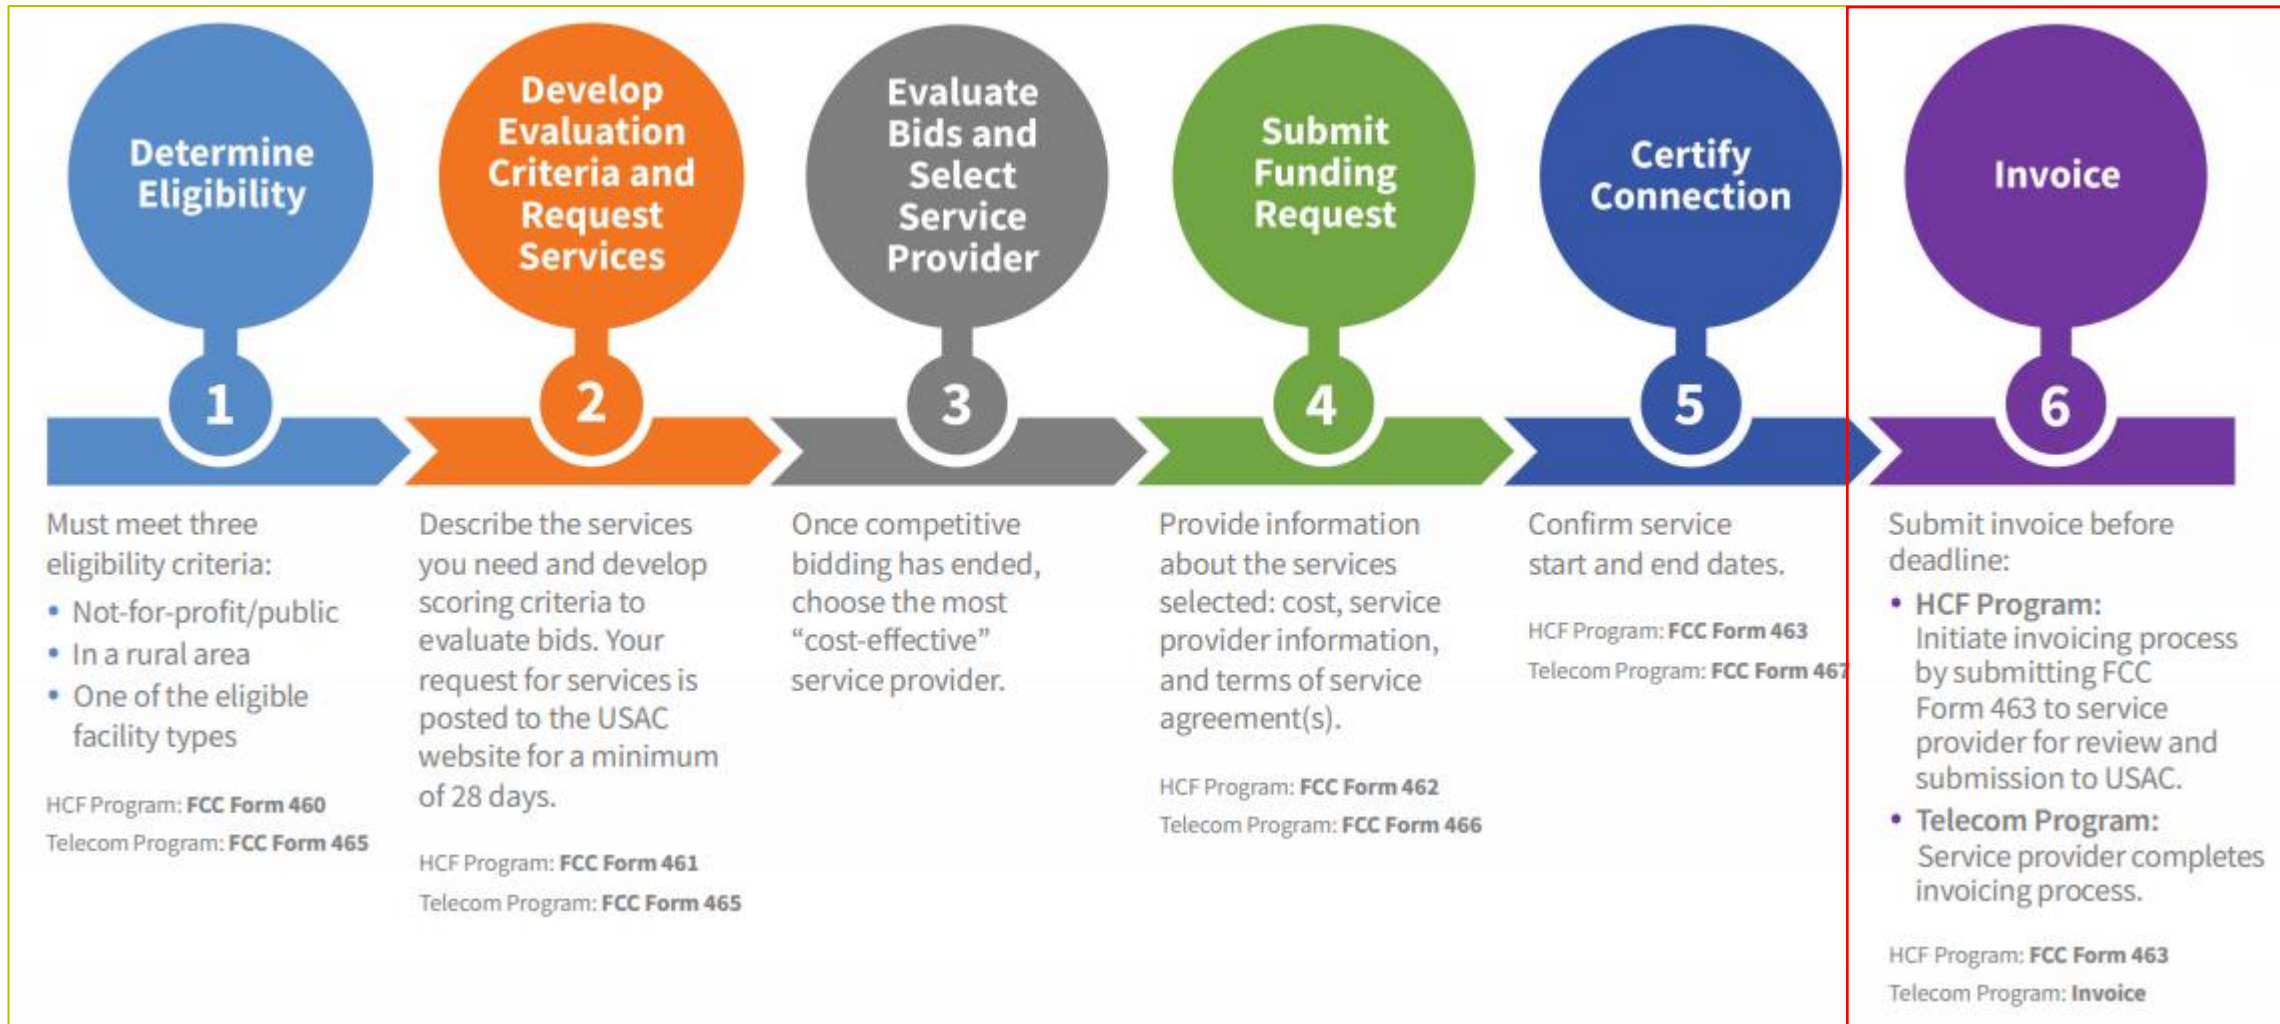 Determine
Eligibility
1
Must meet three
eligibility criteria:
• Not-for-profit/public
• In a rural area
• One of the eligible
facility types
HCF Program: FCC Form 460
Telecom Program: FCC Form 465
Develop
Evaluation
Criteria and
Request
Services
2
Describe the services
you need and develop
scoring criteria to
evaluate bids. Your
request for services is
posted to the USAC
website for a minimum
of 28 days.
HCF Program: FCC Form 461
Telecom Program: FCC Form 465
Evaluate
Bids and
Select
Service
Provider
3
Once competitive
bidding has ended,
choose the most
“cost-effective”
service provider.
Submit
Funding
Request
4
Provide information
about the services
selected: cost, service
provider information,
and terms of service
agreement(s).
HCF Program: FCC Form 462
Telecom Program: FCC Form 466
Certify
Connection
5
Confirm service
start and end dates.
HCF Program: FCC Form 463
Telecom Program: FCC Form 467
Invoice
6
Submit invoice before
deadline:
• HCF Program:
Initiate invoicing process
by submitting FCC
Form 463 to service
provider for review and
submission to USAC.
• Telecom Program:
Service provider completes
invoicing process.
HCF Program: FCC Form 463
Telecom Program: Invoice